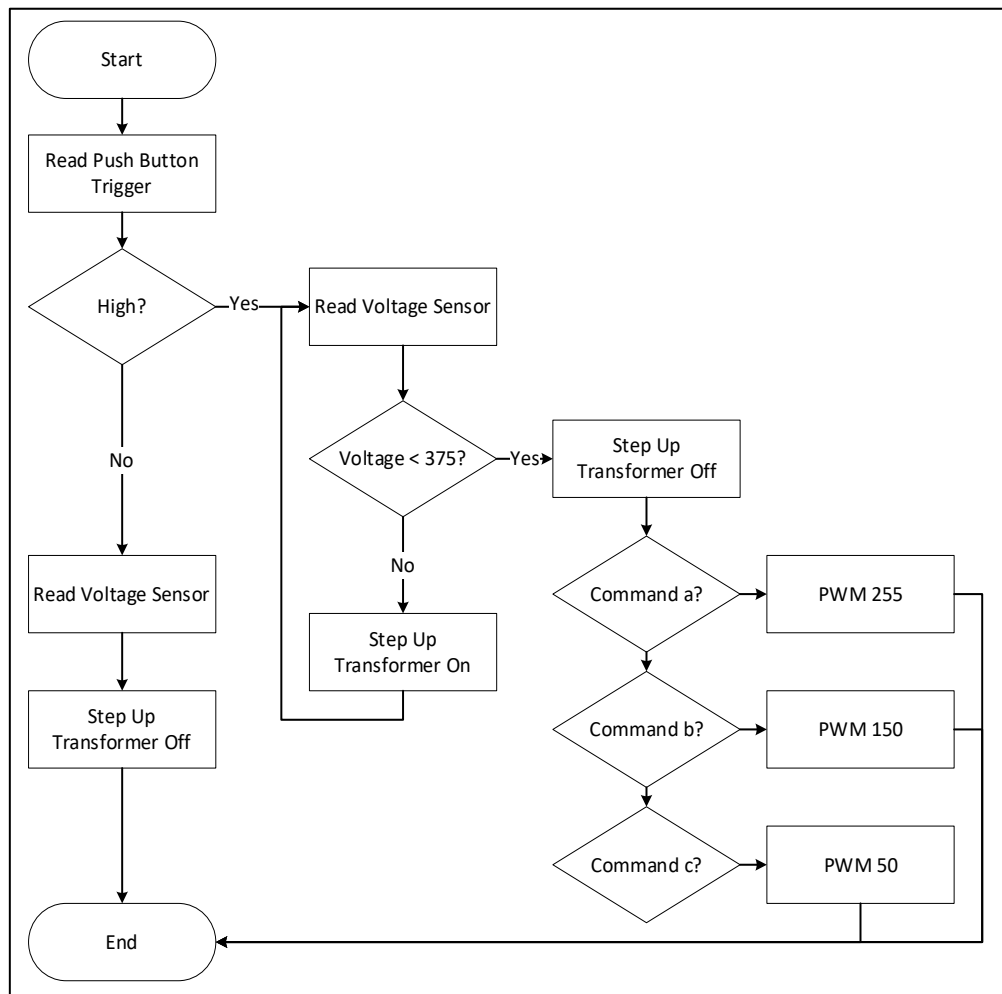 Start
Read Push Button
Trigger
High?
Yes
Read Voltage Sensor
Voltage < 375?
Yes
Step Up
Transformer Off
No
No
Command a?
PWM 255
Read Voltage Sensor
Step Up
Transformer On
Step Up
Transformer Off
Command b?
PWM 150
Command c?
PWM 50
End